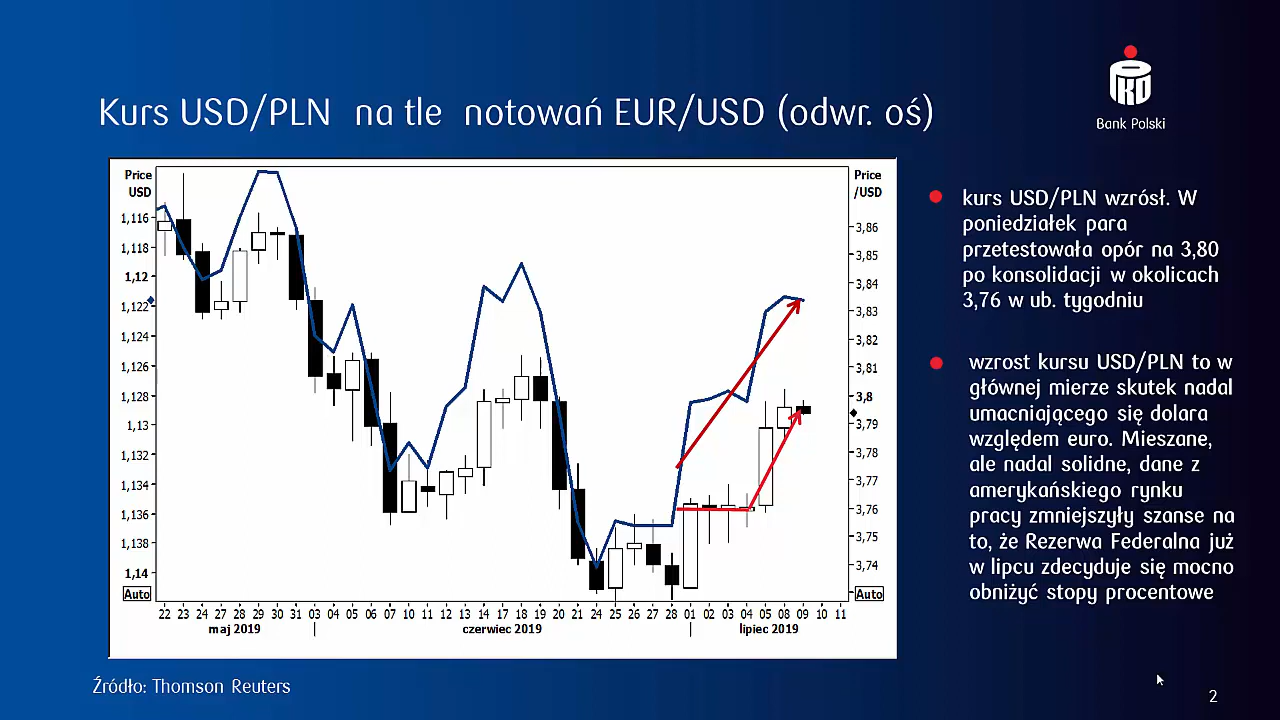 Kurs USD/PLN na tle notowań EUR/USD (odwr. oś)
Bank Polski
Price
USD
1,116
1,118
1,12
1,122
1,124
1,126
1,128
1,13
1,132
1,134
1,136
1,138
1,14
Auto
Price
/USD
3,86
3,85
3,84
3,83
3,82
3,81
3,8
3,79
3,78
3,77
3,76
3,75
3,74
Auto
22 23 24 27 28 29 30 31 03 04 05 06 07 10 11 12 13 14 17 18 19 20 21 24 25 26 27 28 01 02 03 04 05 08 09 10 11
maj 2019 czerwiec 2019 lipiec 2019
kurs USD/PLN wzrósł. W
poniedziałek para
przetestowała opór na 3,80
po konsolidacji w okolicach
3,76 w ub. tygodniu
wzrost kursu USD/PLN to w
głównej mierze skutek nadal
umacniającego się dolara
względem euro. Mieszane,
ale nadal solidne, dane z
amerykańskiego rynku
pracy zmniejszyły szanse na
to, że Rezerwa Federalna już
w lipcu zdecyduje się mocno
obniżyć stopy procentowe
Źródło: Thomson Reuters
2